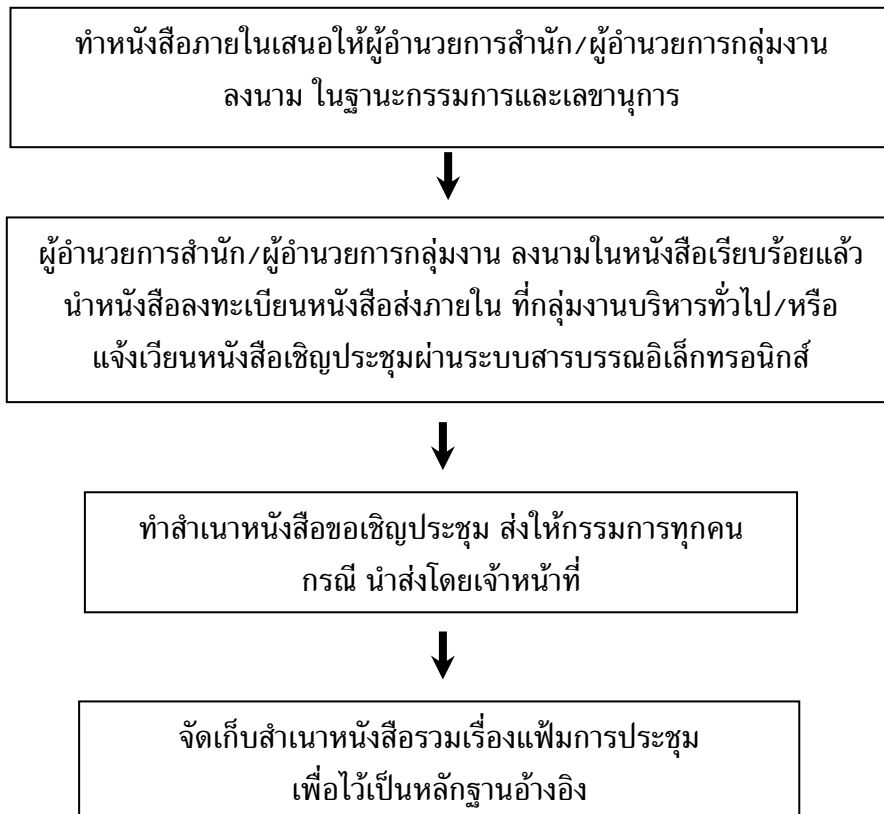 ทำหนังสือภายในเสนอให้ผู้อำนวยการสำนัก/ผู้อำนวยการกลุ่มงาน
ลงนาม ในฐานะกรรมการและเลขานุการ
ผู้อำนวยการสำนัก/ผู้อำนวยการกลุ่มงาน ลงนามในหนังสือเรียบร้อยแล้ว
นำหนังสือลงทะเบียนหนังสือส่งภายใน ที่กลุ่มงานบริหารทั่วไป/หรือ
แจ้งเวียนหนังสือเชิญประชุมผ่านระบบสารบรรณอิเล็กทรอนิกส์
ทำสำเนาหนังสือขอเชิญประชุม ส่งให้กรรมการทุกคน
กรณี นำส่งโดยเจ้าหน้าที่
จัดเก็บสำเนาหนังสือรวมเรื่องแฟ้มการประชุม
เพื่อไว้เป็นหลักฐานอ้างอิง